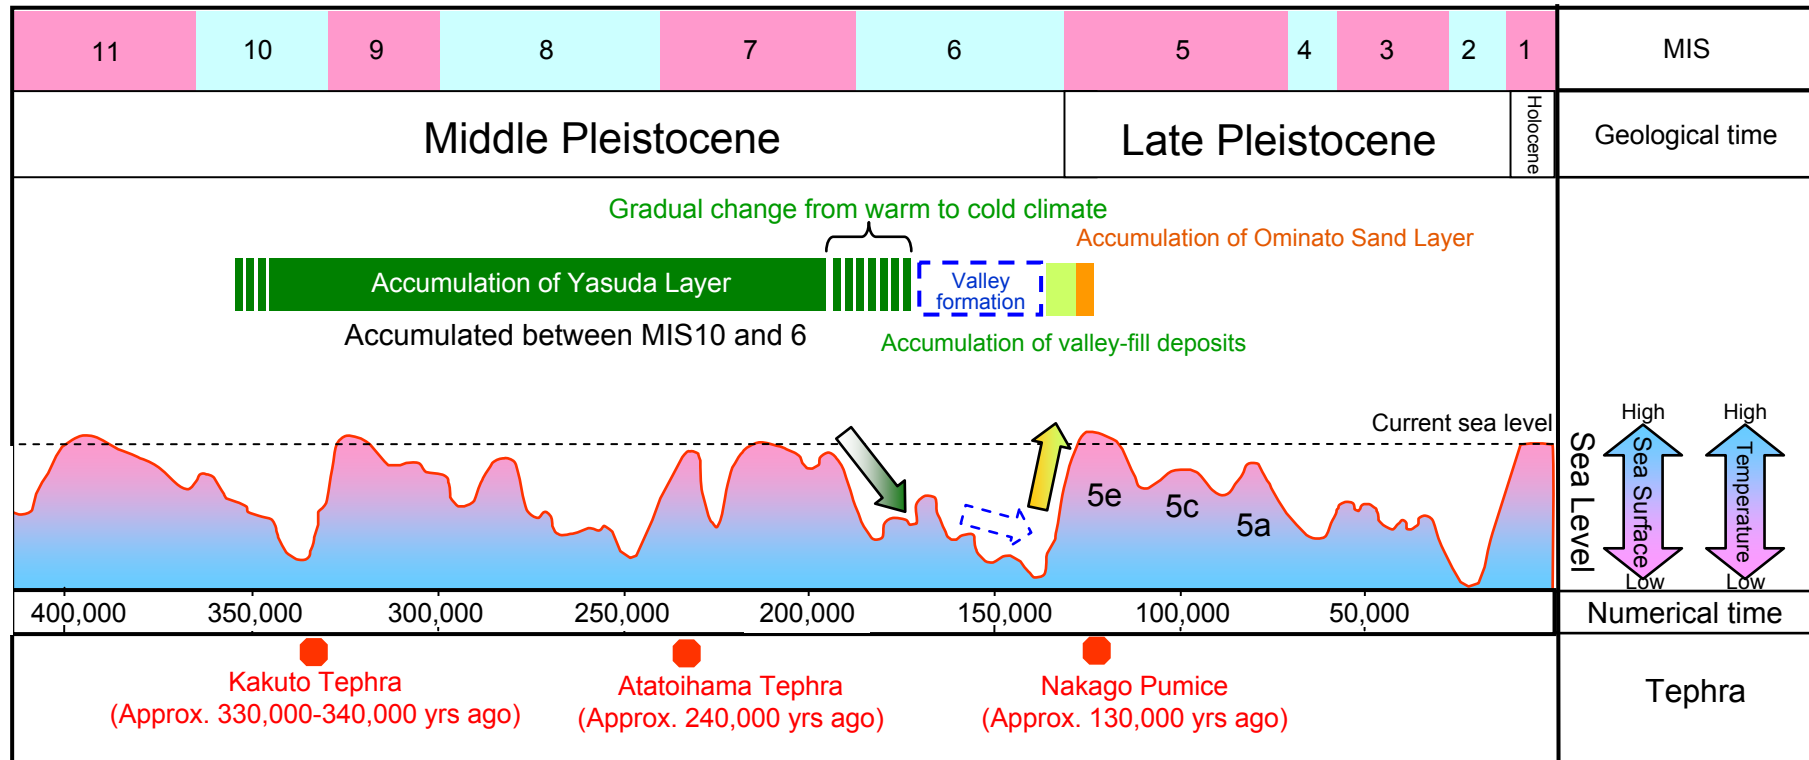 11 10 9 8 7 6 5 4 3 2 1 MIS
Middle Pleistocene Late Pleistocene Holocene Geological time
Gradual change from warm to cold climate
Accumulation of Ominato Sand Layer
Accumulation of Yasuda Layer
Valley
formation
Accumulated between MIS10 and 6
Accumulation of valley-fill deposits
Current sea level
5e 5c 5a
Sea Level
High
Sea Surface
Low
High
Temperature
Low
400,000 350,000 300,000 250,000 200,000 150,000 100,000 50,000 Numerical time
Kakuto Tephra
(Approx. 330,000-340,000 yrs ago)
Atatoihama Tephra
(Approx. 240,000 yrs ago)
Nakago Pumice
(Approx. 130,000 yrs ago)
Tephra